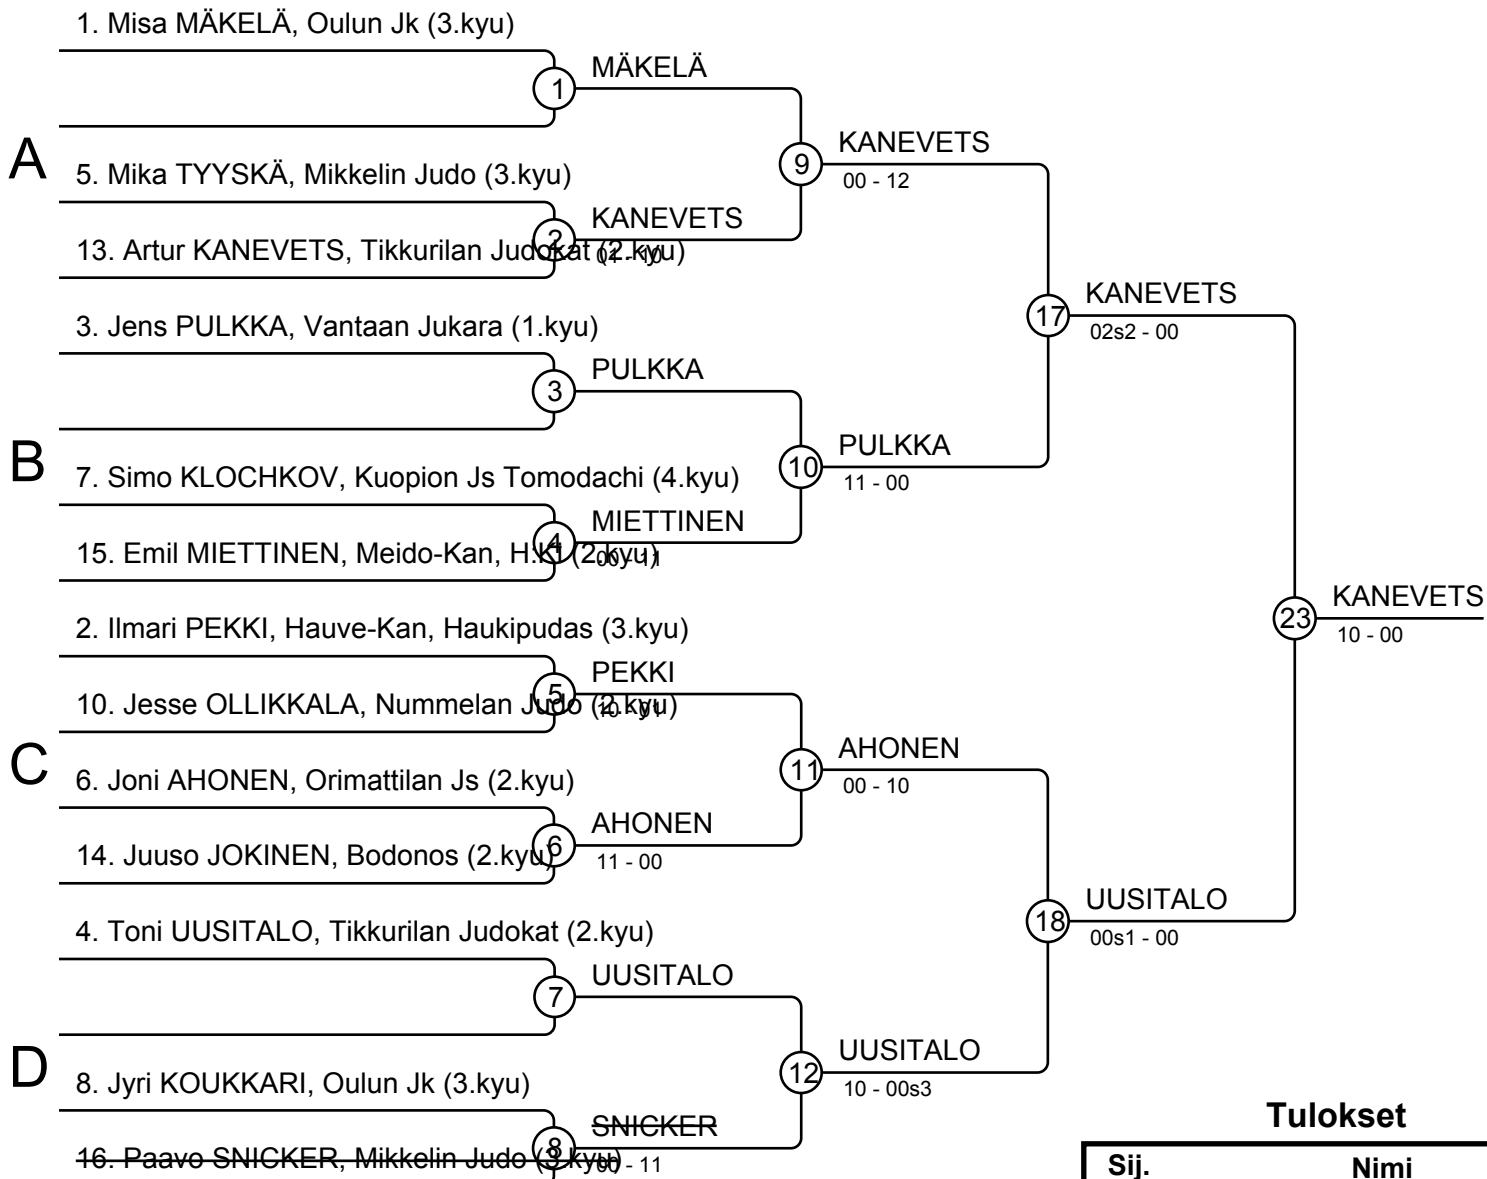 1. Misa MÄKELÄ, Oulun Jk (3.kyu)
1
MÄKELÄ
A
5. Mika TYYSKÄ, Mikkelin Judo (3.kyu)
2
KANEVETS
01 - 10
13. Artur KANEVETS, Tikkurilan Judokat (2.kyu)
9
KANEVETS
00 - 12
3. Jens PULKKA, Vantaan Jukara (1.kyu)
3
PULKKA
17
KANEVETS
02s2 - 00
B
7. Simo KLOCHKOV, Kuopion Js Tomodachi (4.kyu)
10
PULKKA
11 - 00
4
MIETTINEN
00 - 11
15. Emil MIETTINEN, Meido-Kan, H:KI (2.kyu)
2. Ilmari PEKKI, Hauve-Kan, Haukipudas (3.kyu)
23
KANEVETS
10 - 00
5
PEKKI
10 - 01
10. Jesse OLLIKKALA, Nummelan Judo (2.kyu)
C
6. Joni AHONEN, Orimattilan Js (2.kyu)
11
AHONEN
00 - 10
6
AHONEN
11 - 00
14. Juuso JOKINEN, Bodonos (2.kyu)
4. Toni UUSITALO, Tikkurilan Judokat (2.kyu)
18
UUSITALO
00s1 - 00
7
UUSITALO
D
8. Jyri KOUKKARI, Oulun Jk (3.kyu)
12
UUSITALO
10 - 00s3
8
SNICKER
00 - 11
16. Paavo SNICKER, Mikkelin Judo (3.kyu)
Tulokset
Sij. Nimi